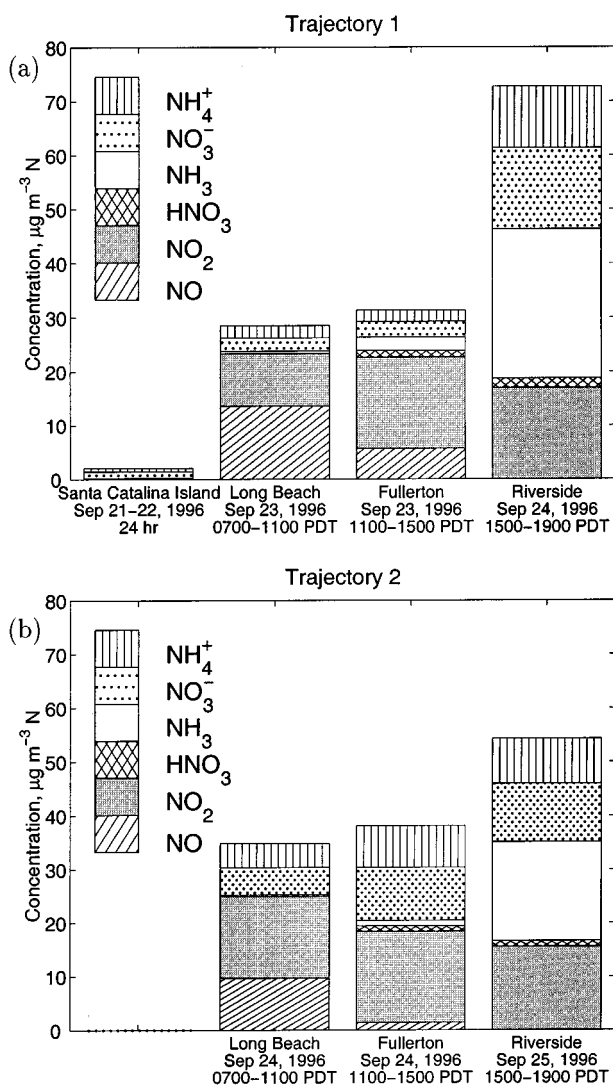 Trajectory 1
(a)
80
70
60
50
40
30
20
10
0
Concentration, μg m⁻³ N
NH₄⁺
NO₃⁻
NH₃
HNO₃
NO₂
NO
Santa Catalina Island
Sep 21–22, 1996
24 hr
Long Beach
Sep 23, 1996
0700–1100 PDT
Fullerton
Sep 23, 1996
1100–1500 PDT
Riverside
Sep 24, 1996
1500–1900 PDT
Trajectory 2
(b)
80
70
60
50
40
30
20
10
0
Concentration, μg m⁻³ N
NH₄⁺
NO₃⁻
NH₃
HNO₃
NO₂
NO
Long Beach
Sep 24, 1996
0700–1100 PDT
Fullerton
Sep 24, 1996
1100–1500 PDT
Riverside
Sep 25, 1996
1500–1900 PDT